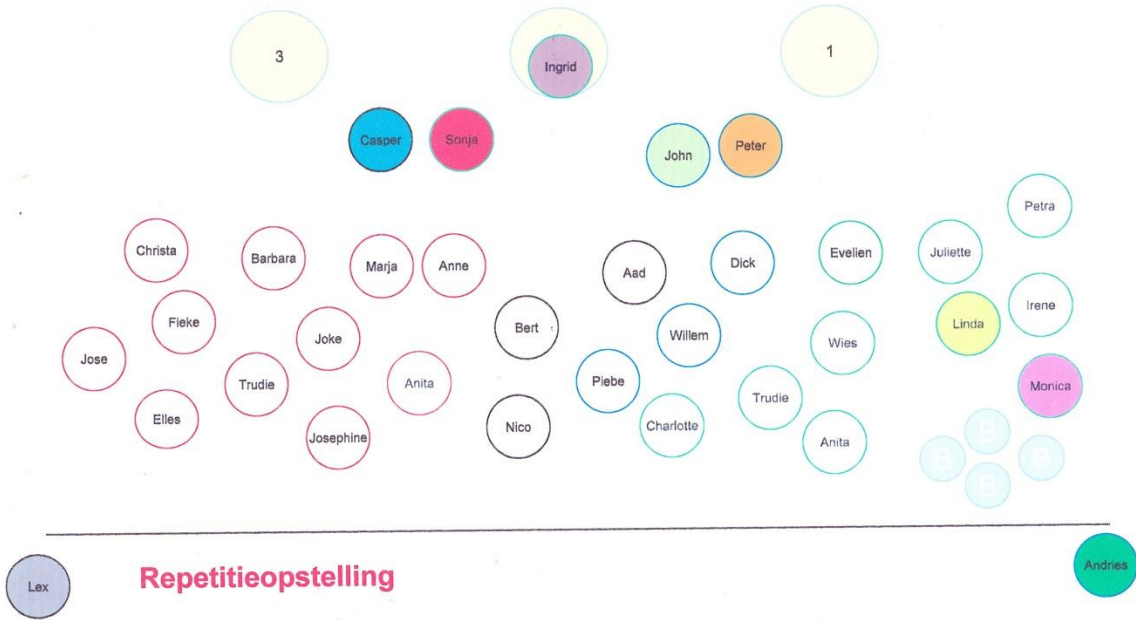 3
1
Ingrid
Casper
Sonja
John
Peter
Petra
Christa
Barbara
Marja
Anne
Aad
Dick
Evelien
Juliette
Fieke
Joke
Bert
Willem
Wies
Linda
Irene
Jose
Trudie
Anita
Piebe
Trudie
Monica
Elles
Josephine
Nico
Charlotte
Anita
B
B
B
B
Lex
Repetitieopstelling
Andries